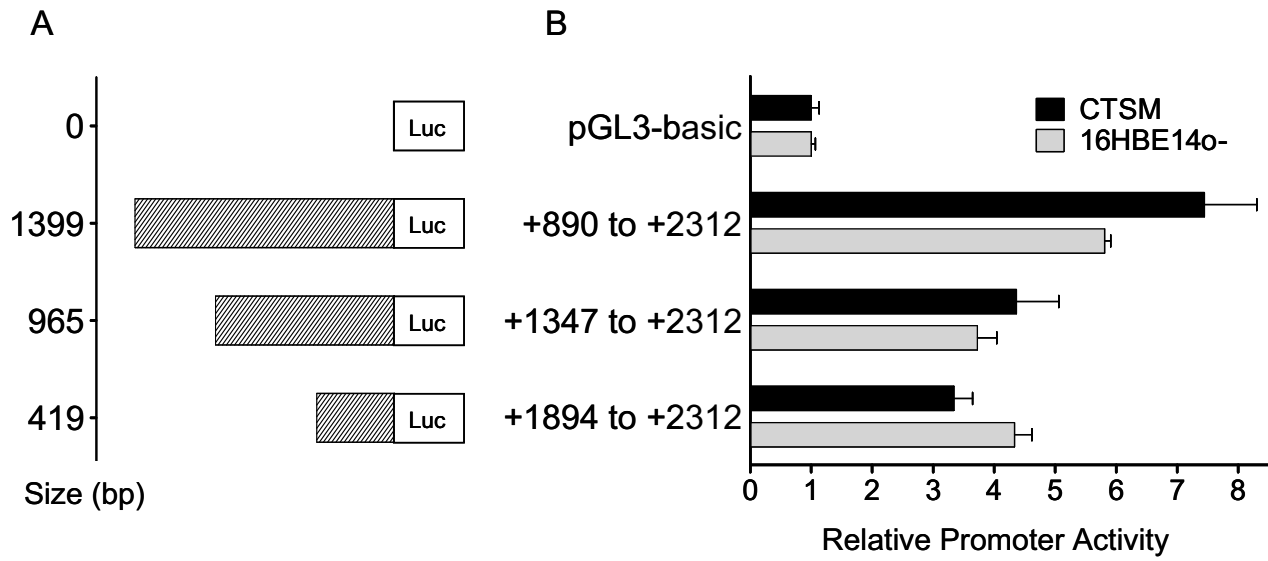 A
B
0
Luc
pGL3-basic
CTSM
16HBE14o-
1399
Luc
+890 to +2312
965
Luc
+1347 to +2312
419
Luc
+1894 to +2312
Size (bp)
0 1 2 3 4 5 6 7 8
Relative Promoter Activity